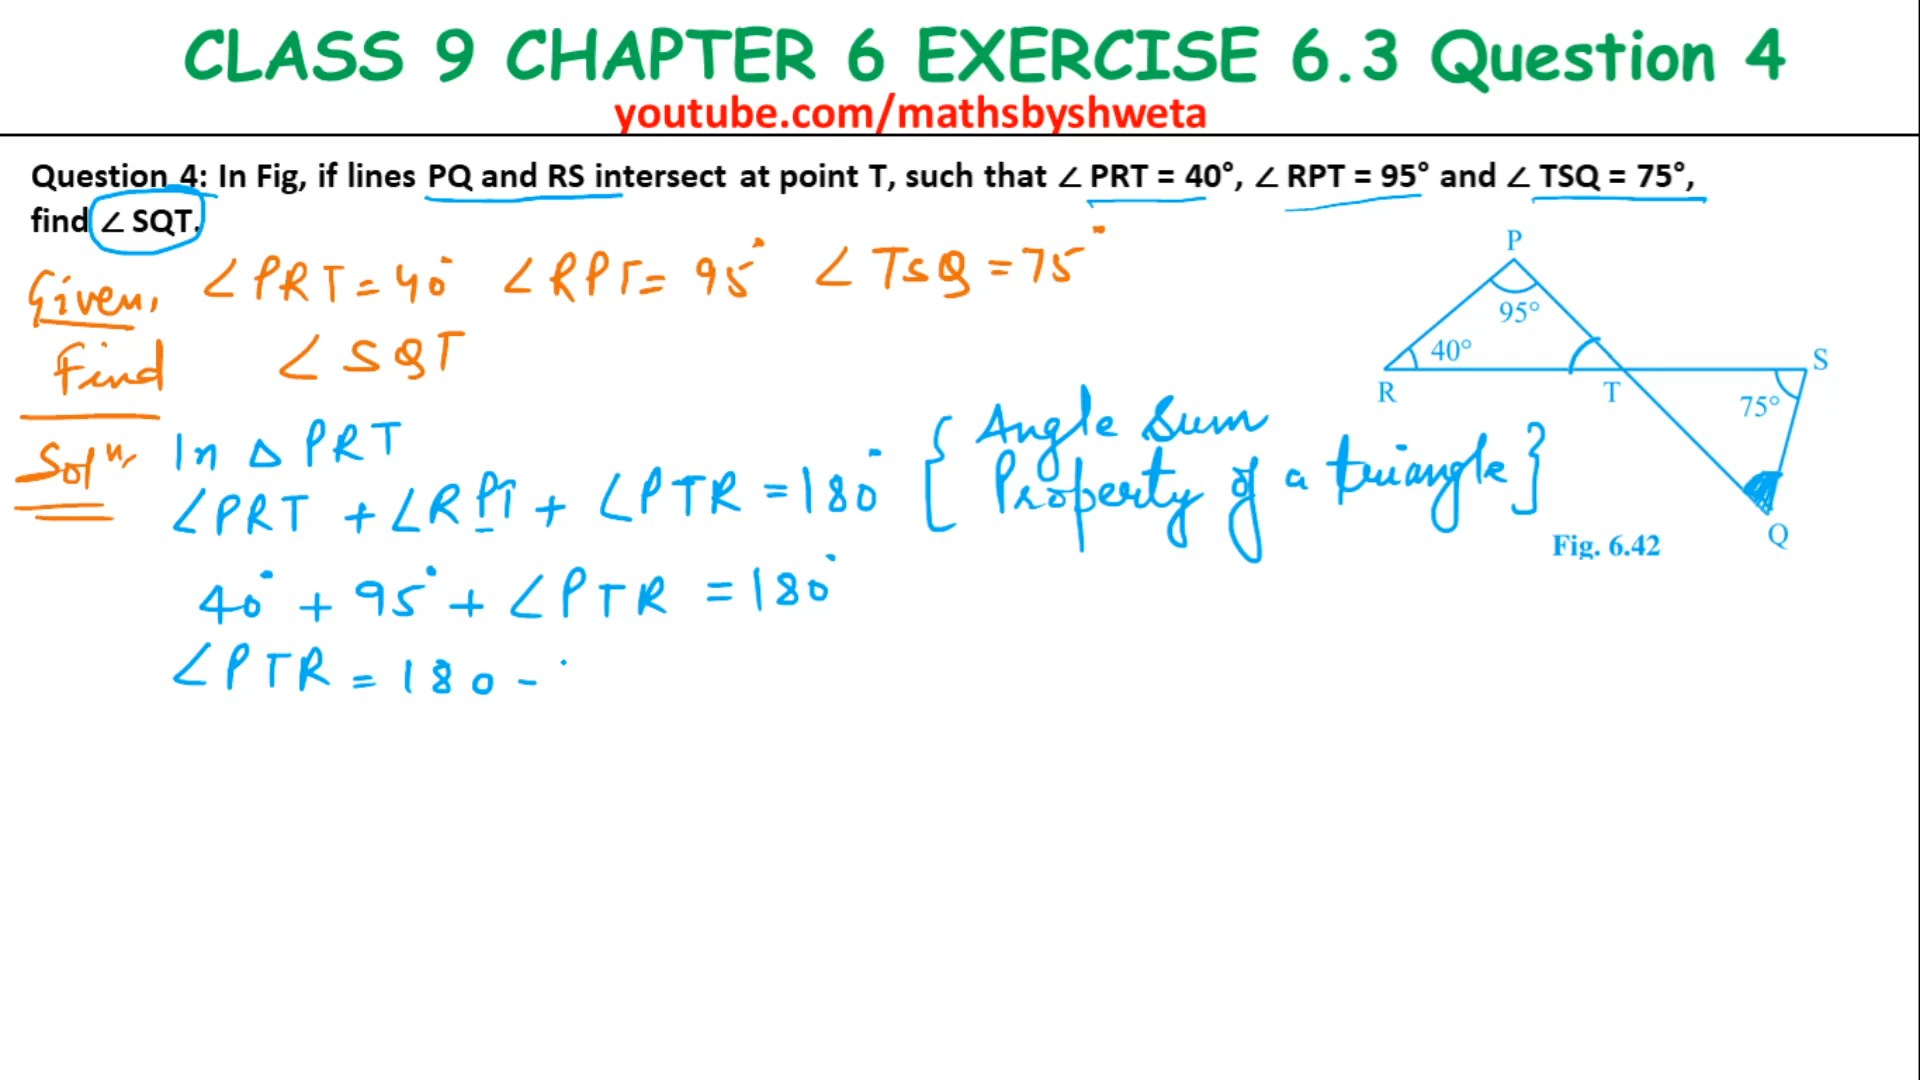 CLASS 9 CHAPTER 6 EXERCISE 6.3 Question 4
youtube.com/mathsbyshweta
Question 4: In Fig, if lines PQ and RS intersect at point T, such that ∠ PRT = 40°, ∠ RPT = 95° and ∠ TSQ = 75°,
find ∠ SQT.
Given, ∠PRT = 40° ∠RPT = 95° ∠TSQ = 75°
Find ∠SQT
Solⁿ, In △ PRT
∠PRT + ∠RPT + ∠PTR = 180° { Angle Sum
Property of a triangle }
40° + 95° + ∠PTR = 180°
∠PTR = 180 -
P
95°
40°
R
T
S
75°
Q
Fig. 6.42